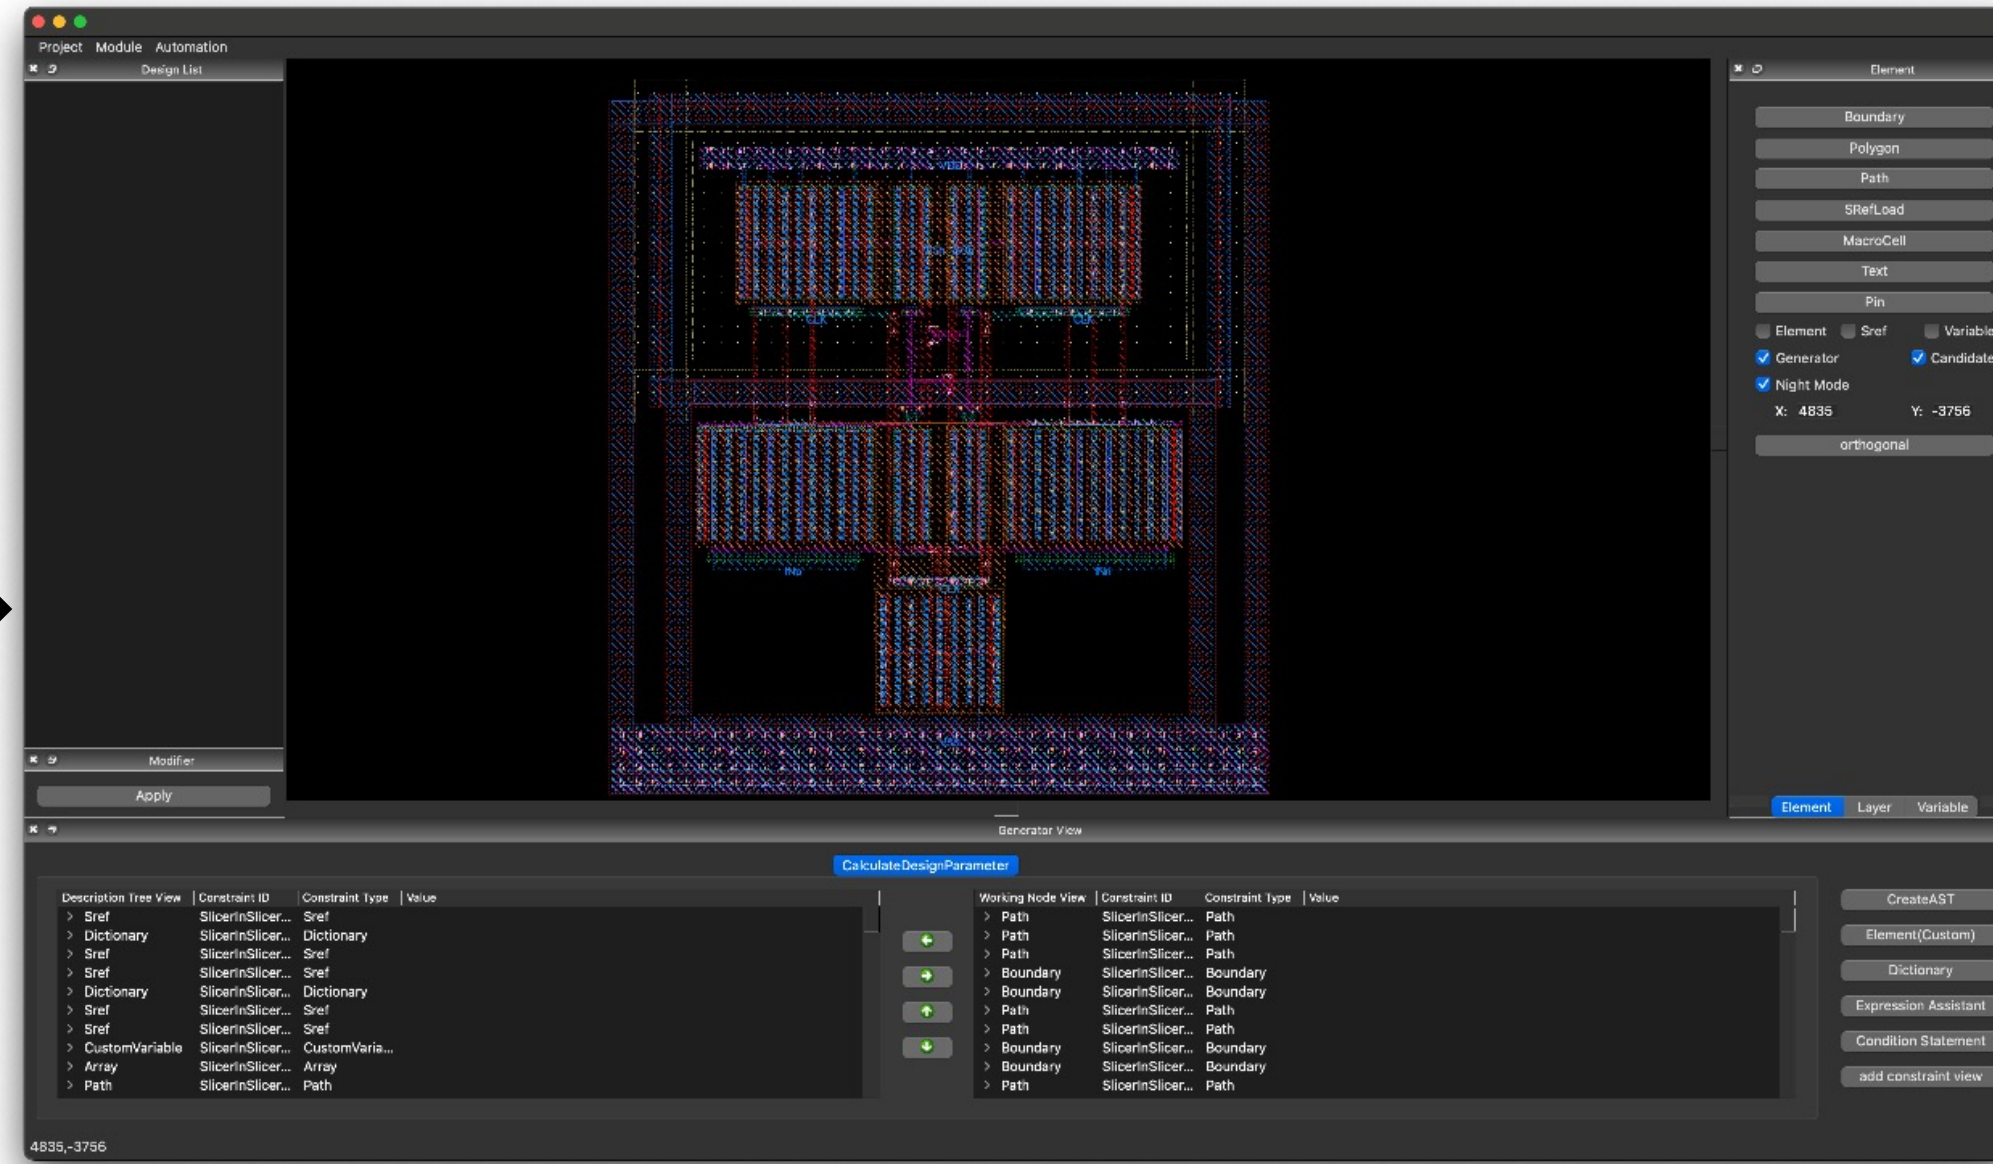 Project Module Automation
Design List
Element
Boundary
Polygon
Path
SRefLoad
MacroCell
Text
Pin
Element Sref Variable
Generator Candidate
Night Mode
X: 4835 Y: -3756
orthogonal
VDD
CLK CLK
INp INn
CLK
Modifier
Apply
Element Layer Variable
Generator View
CalculateDesignParameter
Description Tree View Constraint ID Constraint Type Value
Sref SlicerInSlicer... Sref
Dictionary SlicerInSlicer... Dictionary
Sref SlicerInSlicer... Sref
Sref SlicerInSlicer... Sref
Dictionary SlicerInSlicer... Dictionary
Sref SlicerInSlicer... Sref
Sref SlicerInSlicer... Sref
CustomVariable SlicerInSlicer... CustomVaria...
Array SlicerInSlicer... Array
Path SlicerInSlicer... Path
Working Node View Constraint ID Constraint Type Value
Path SlicerInSlicer... Path
Path SlicerInSlicer... Path
Path SlicerInSlicer... Path
Boundary SlicerInSlicer... Boundary
Boundary SlicerInSlicer... Boundary
Path SlicerInSlicer... Path
Path SlicerInSlicer... Path
Boundary SlicerInSlicer... Boundary
Boundary SlicerInSlicer... Boundary
Path SlicerInSlicer... Path
CreateAST
Element(Custom)
Dictionary
Expression Assistant
Condition Statement
add constraint view
4835,-3756